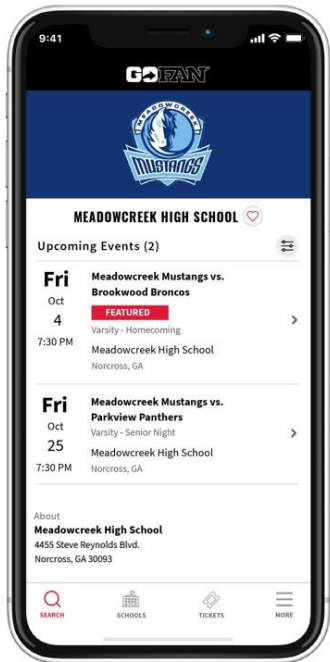 9:41
GOFAN
MEADOWCREEK
MUSTANGS
MEADOWCREEK HIGH SCHOOL
Upcoming Events (2)
Fri
Oct
4
7:30 PM
Meadowcreek Mustangs vs.
Brookwood Broncos
FEATURED
Varsity - Homecoming
Meadowcreek High School
Norcross, GA
Fri
Oct
25
7:30 PM
Meadowcreek Mustangs vs.
Parkview Panthers
Varsity - Senior Night
Meadowcreek High School
Norcross, GA
About
Meadowcreek High School
4455 Steve Reynolds Blvd.
Norcross, GA 30093
SEARCH
SCHOOLS
TICKETS
MORE